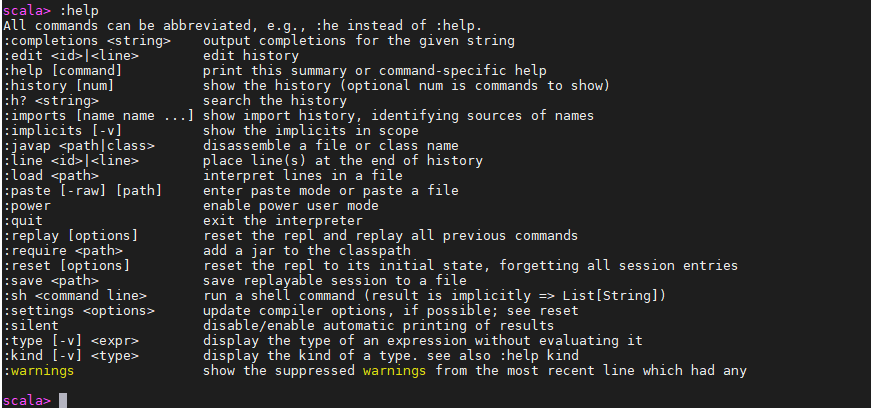 scala> :help
All commands can be abbreviated, e.g., :he instead of :help.
:completions <string>    output completions for the given string
:edit <id>|<line>        edit history
:help [command]          print this summary or command-specific help
:history [num]           show the history (optional num is commands to show)
:h? <string>             search the history
:imports [name name ...] show import history, identifying sources of names
:implicits [-v]          show the implicits in scope
:javap <path|class>      disassemble a file or class name
:line <id>|<line>        place line(s) at the end of history
:load <path>             interpret lines in a file
:paste [-raw] [path]     enter paste mode or paste a file
:power                   enable power user mode
:quit                    exit the interpreter
:replay [options]        reset the repl and replay all previous commands
:require <path>          add a jar to the classpath
:reset [options]         reset the repl to its initial state, forgetting all session entries
:save <path>             save replayable session to a file
:sh <command line>       run a shell command (result is implicitly => List[String])
:settings <options>      update compiler options, if possible; see reset
:silent                  disable/enable automatic printing of results
:type [-v] <expr>        display the type of an expression without evaluating it
:kind [-v] <type>        display the kind of a type. see also :help kind
:warnings                show the suppressed warnings from the most recent line which had any
scala>